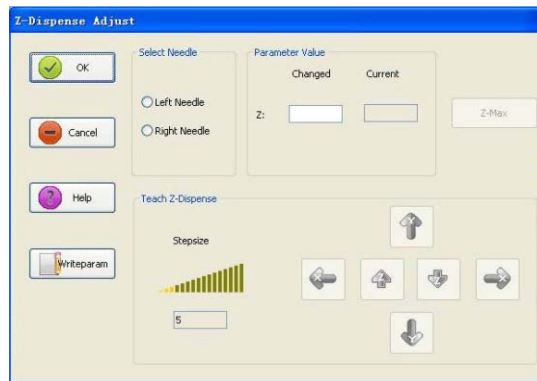 Z-Dispense Adjust
OK
Cancel
Help
Writeparam
Select Needle
Left Needle
Right Needle
Parameter Value
Changed
Current
Z:
Z-Max
Teach Z-Dispense
Stepsize
5
Y
X
Z
Z
X
Y